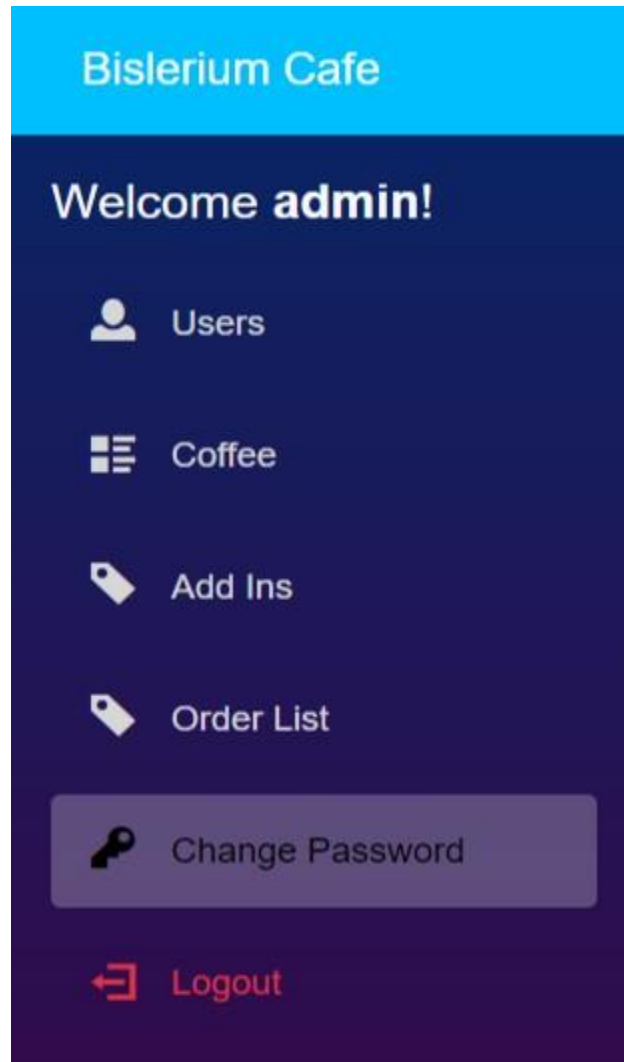 Bislerium Cafe
Welcome admin!
Users
Coffee
Add Ins
Order List
Change Password
Logout